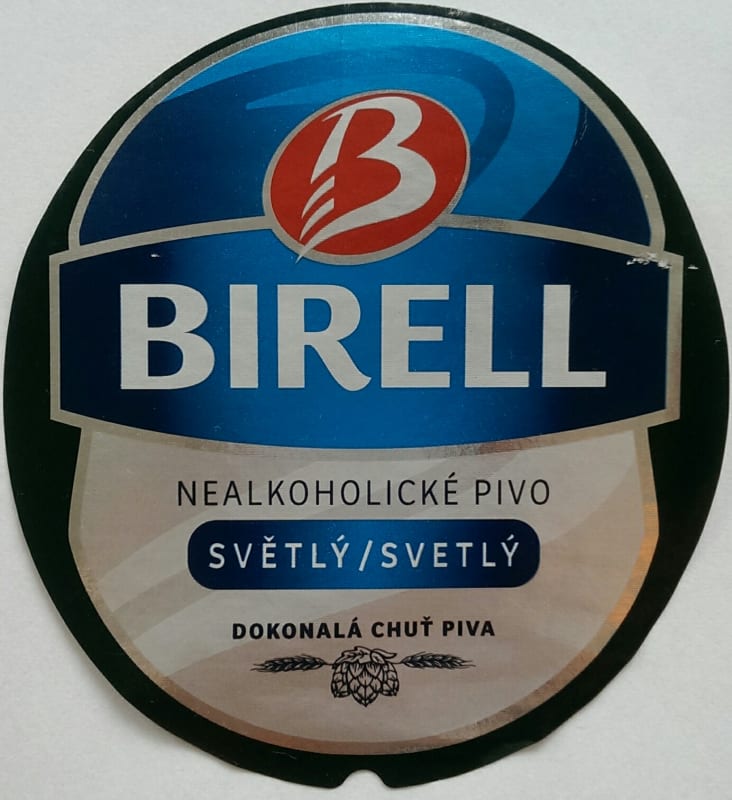 B
BIRELL
NEALKOHOLICKÉ PIVO
SVĚTLÝ/SVETLÝ
DOKONALÁ CHUŤ PIVA